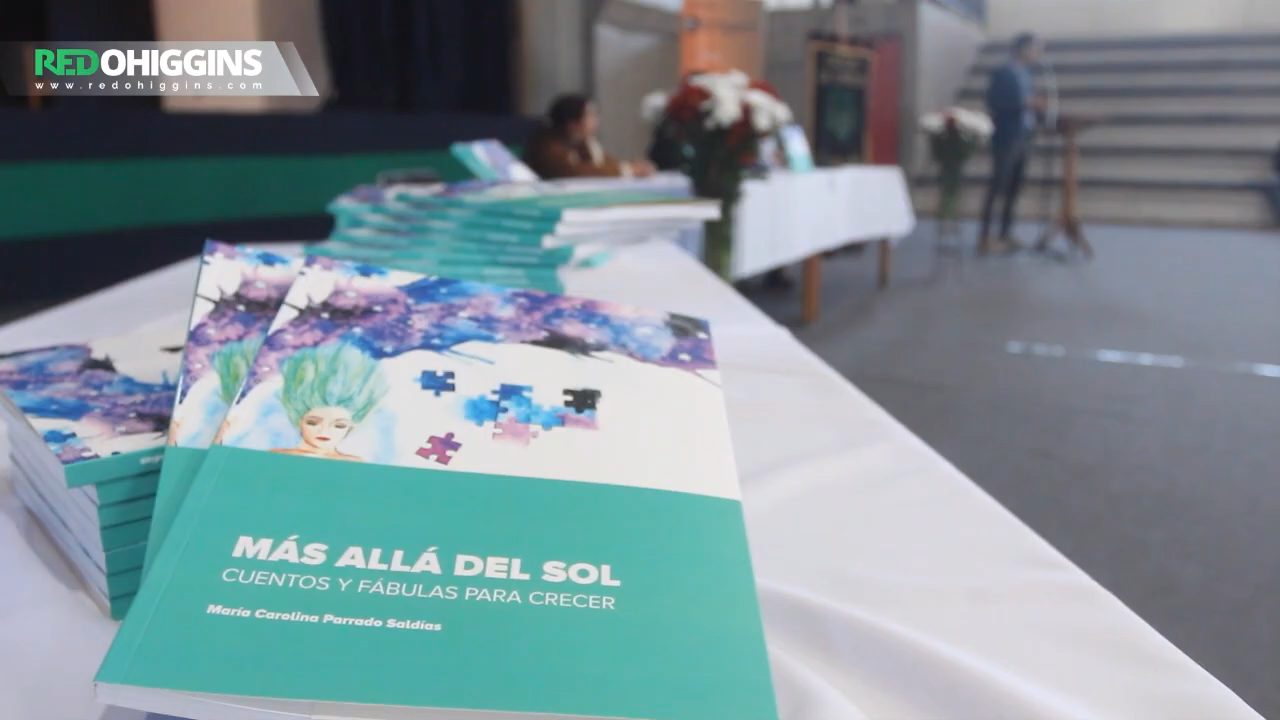 REDOHIGGINS
www.redohiggins.com
MÁS ALLÁ DEL SOL
CUENTOS Y FÁBULAS PARA CRECER
María Carolina Parrado Saldías